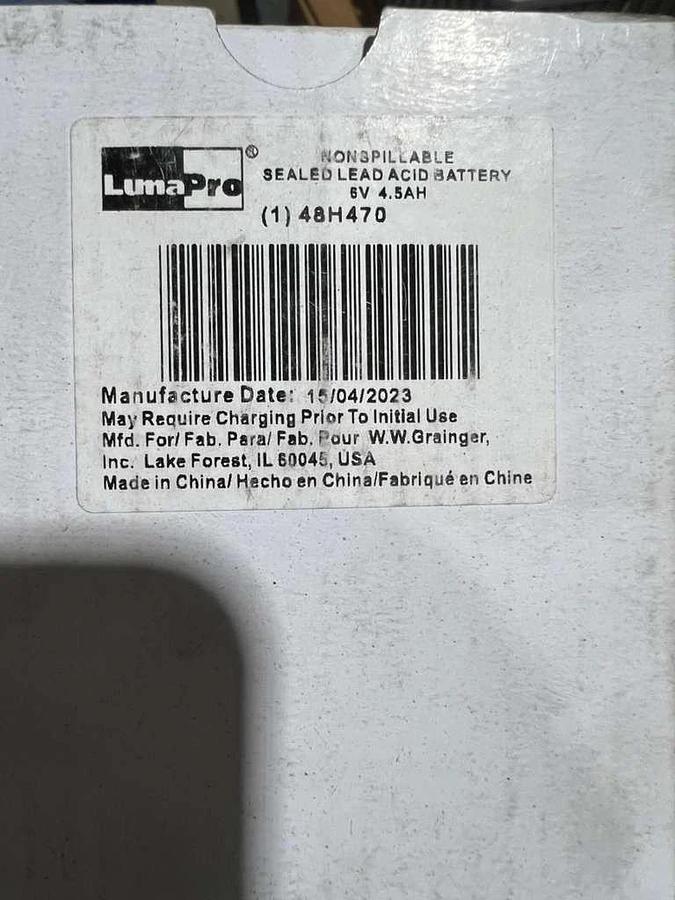 LumaPro®
NONSPILLABLE
SEALED LEAD ACID BATTERY
6V 4.5AH
(1) 48H470
Manufacture Date: 15/04/2023
May Require Charging Prior To Initial Use
Mfd. For/ Fab. Para/ Fab. Pour W.W.Grainger,
Inc. Lake Forest, IL 60045, USA
Made in China/ Hecho en China/Fabriqué en Chine